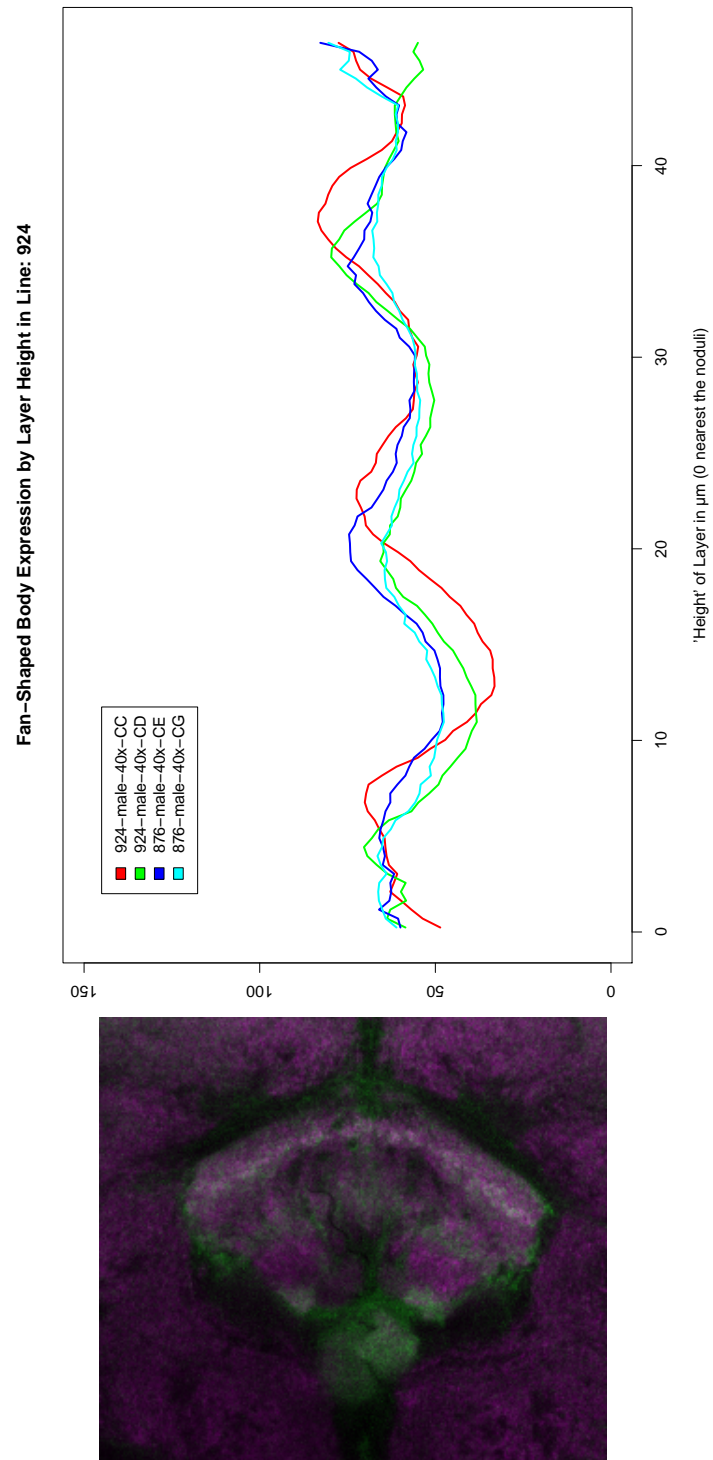 Fan−Shaped Body Expression by Layer Height in Line: 924
924−male−40x−CC
924−male−40x−CD
876−male−40x−CE
876−male−40x−CG
150
100
50
0
0
10
20
30
40
'Height' of Layer in µm (0 nearest the noduli)